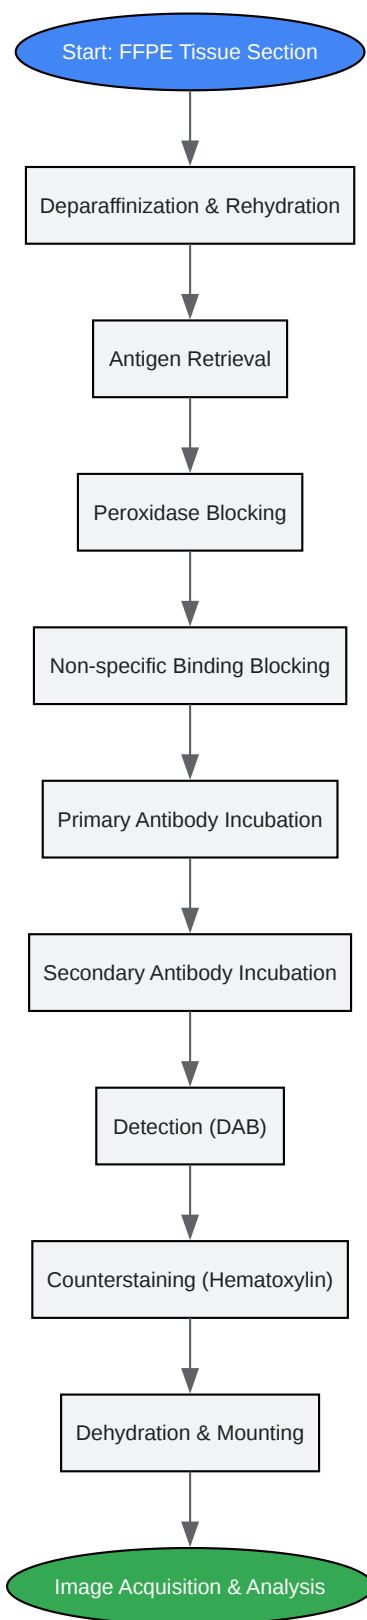 Start: FFPE Tissue Section
Deparaffinization & Rehydration
Antigen Retrieval
Peroxidase Blocking
Non-specific Binding Blocking
Primary Antibody Incubation
Secondary Antibody Incubation
Detection (DAB)
Counterstaining (Hematoxylin)
Dehydration & Mounting
Image Acquisition & Analysis